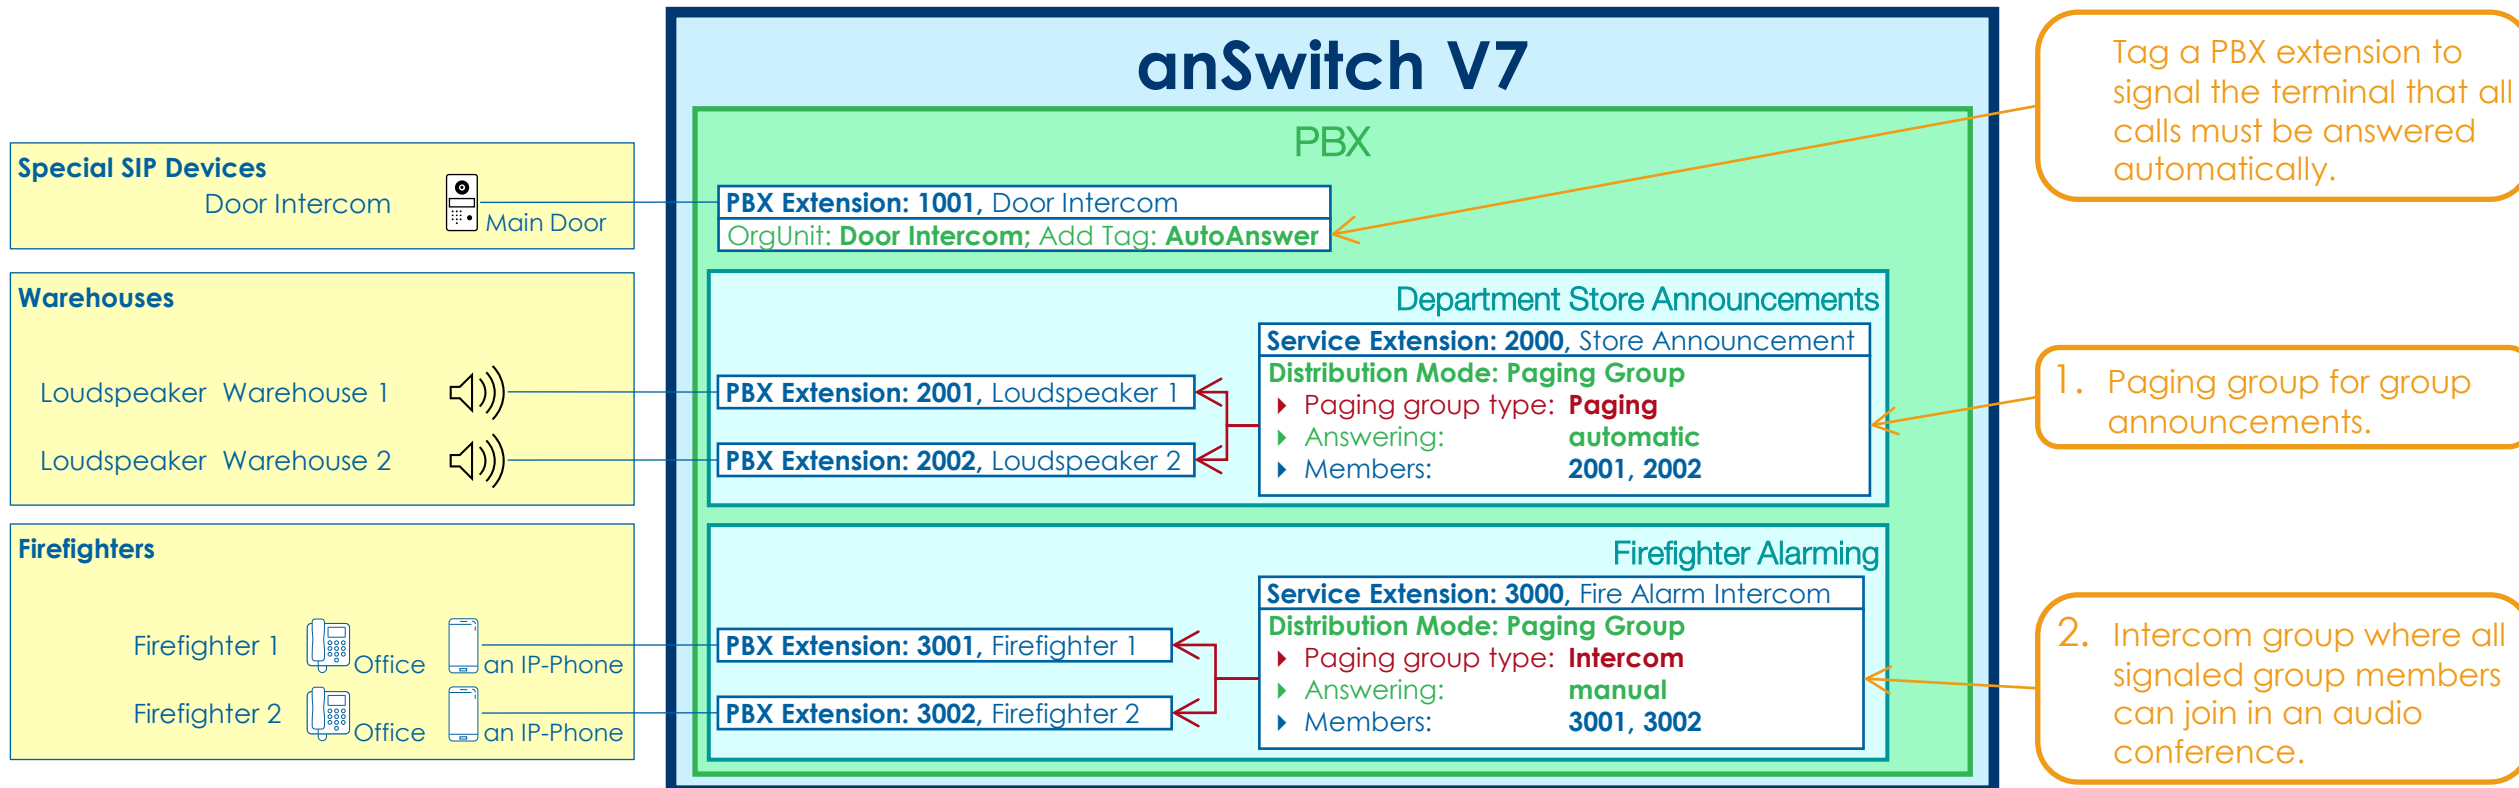 anSwitch V7
PBX
Special SIP Devices
Door Intercom
Main Door
PBX Extension: 1001, Door Intercom
OrgUnit: Door Intercom; Add Tag: AutoAnswer
Tag a PBX extension to
signal the terminal that all
calls must be answered
automatically.
Warehouses
Loudspeaker Warehouse 1
Loudspeaker Warehouse 2
Department Store Announcements
PBX Extension: 2001, Loudspeaker 1
PBX Extension: 2002, Loudspeaker 2
Service Extension: 2000, Store Announcement
Distribution Mode: Paging Group
Paging group type: Paging
Answering: automatic
Members: 2001, 2002
1. Paging group for group
announcements.
Firefighters
Firefighter 1
Office
an IP-Phone
Firefighter 2
Office
an IP-Phone
Firefighter Alarming
PBX Extension: 3001, Firefighter 1
PBX Extension: 3002, Firefighter 2
Service Extension: 3000, Fire Alarm Intercom
Distribution Mode: Paging Group
Paging group type: Intercom
Answering: manual
Members: 3001, 3002
2. Intercom group where all
signaled group members
can join in an audio
conference.